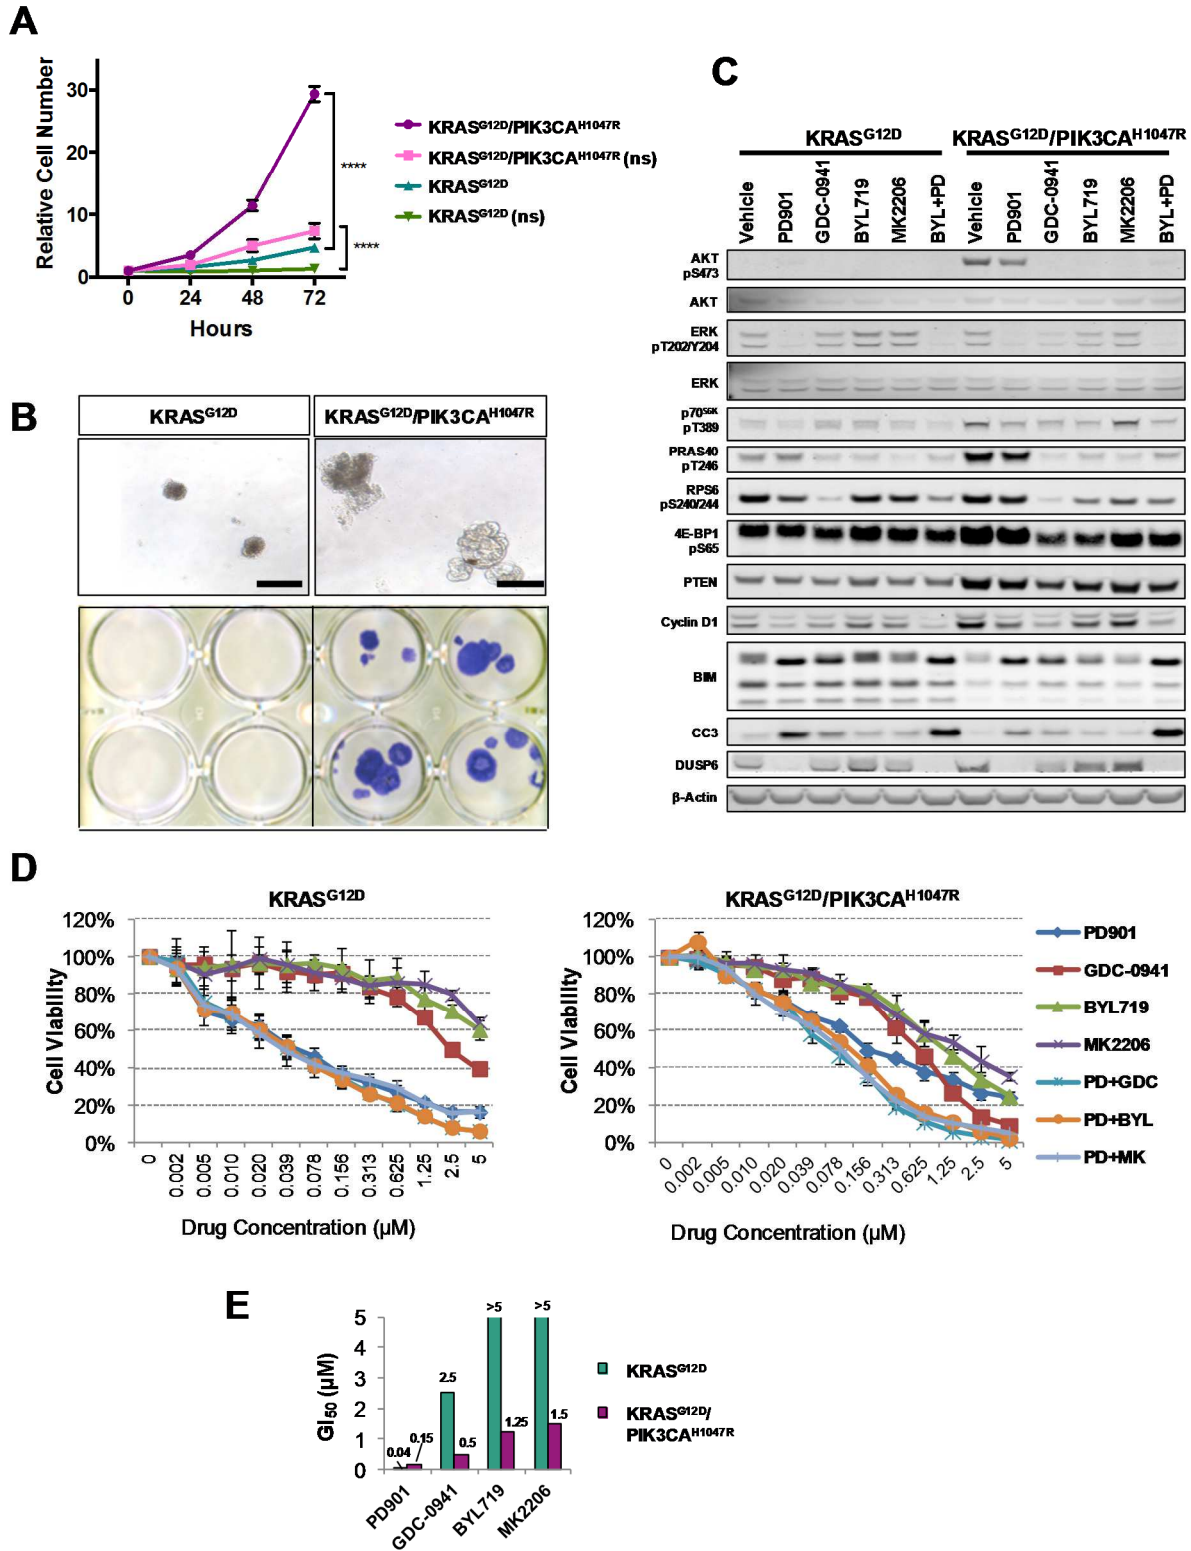 A
Relative Cell Number
30
20
10
0
0 24 48 72
Hours
KRASG12D/PIK3CAH1047R
KRASG12D/PIK3CAH1047R (ns)
KRASG12D
KRASG12D (ns)
****
****
B
KRASG12D KRASG12D/PIK3CAH1047R
C
KRASG12D KRASG12D/PIK3CAH1047R
Vehicle PD901 GDC-0941 BYL719 MK2206 BYL+PD Vehicle PD901 GDC-0941 BYL719 MK2206 BYL+PD
AKT
pS473
AKT
ERK
pT202/Y204
ERK
p70S6K
pT389
PRAS40
pT246
RPS6
pS240/244
4E-BP1
pS65
PTEN
Cyclin D1
BIM
CC3
DUSP6
β-Actin
D
KRASG12D
120%
100%
80%
60%
40%
20%
0%
Cell Viability
0 0.002 0.005 0.010 0.020 0.039 0.078 0.156 0.313 0.625 1.25 2.5 5
Drug Concentration (µM)
KRASG12D/PIK3CAH1047R
120%
100%
80%
60%
40%
20%
0%
Cell Viability
0 0.002 0.005 0.010 0.020 0.039 0.078 0.156 0.313 0.625 1.25 2.5 5
Drug Concentration (µM)
PD901
GDC-0941
BYL719
MK2206
PD+GDC
PD+BYL
PD+MK
E
GI50 (µM)
5
4
3
2
1
0
0.04 0.15 2.5 0.5 >5 1.25 >5 1.5
PD901 GDC-0941 BYL719 MK2206
KRASG12D
KRASG12D/
PIK3CAH1047R